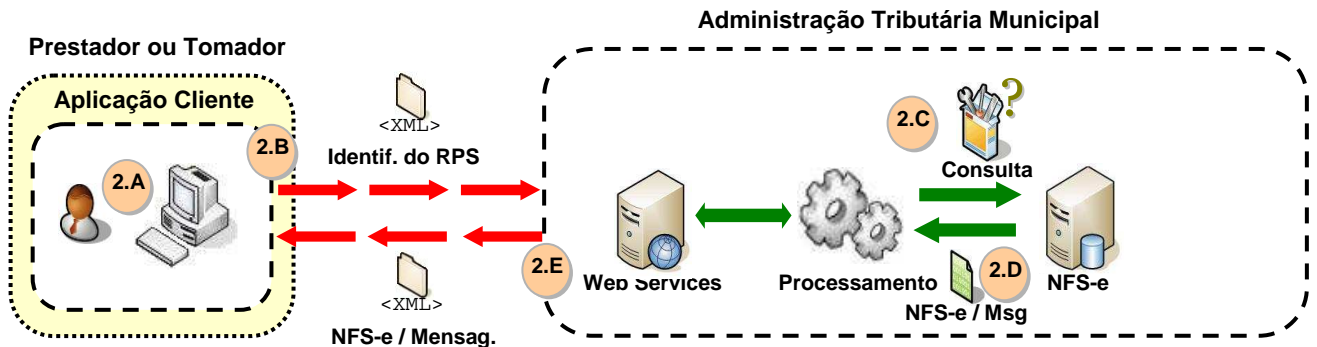 Administração Tributária Municipal
Prestador ou Tomador
Aplicação Cliente
2.A
2.B
<XML>
Identif. do RPS
2.C
?
Consulta
2.E
Web Services
Processamento
2.D
NFS-e
NFS-e / Msg
<XML>
NFS-e / Mensag.